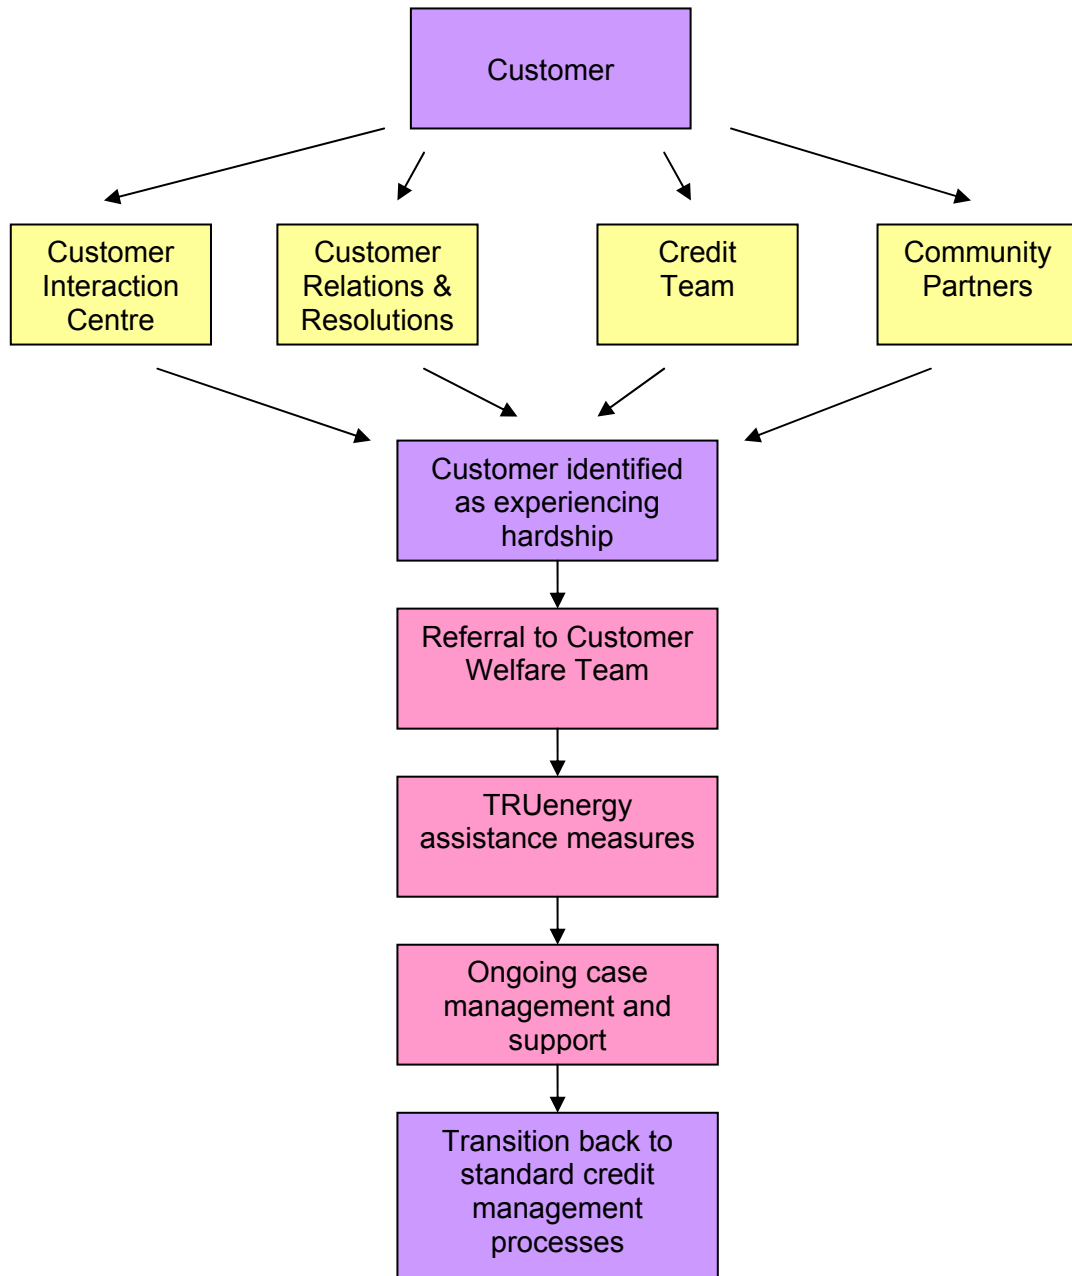 Customer
Customer
Interaction
Centre
Customer
Relations &
Resolutions
Credit
Team
Community
Partners
Customer identified
as experiencing
hardship
Referral to Customer
Welfare Team
TRUenergy
assistance measures
Ongoing case
management and
support
Transition back to
standard credit
management
processes